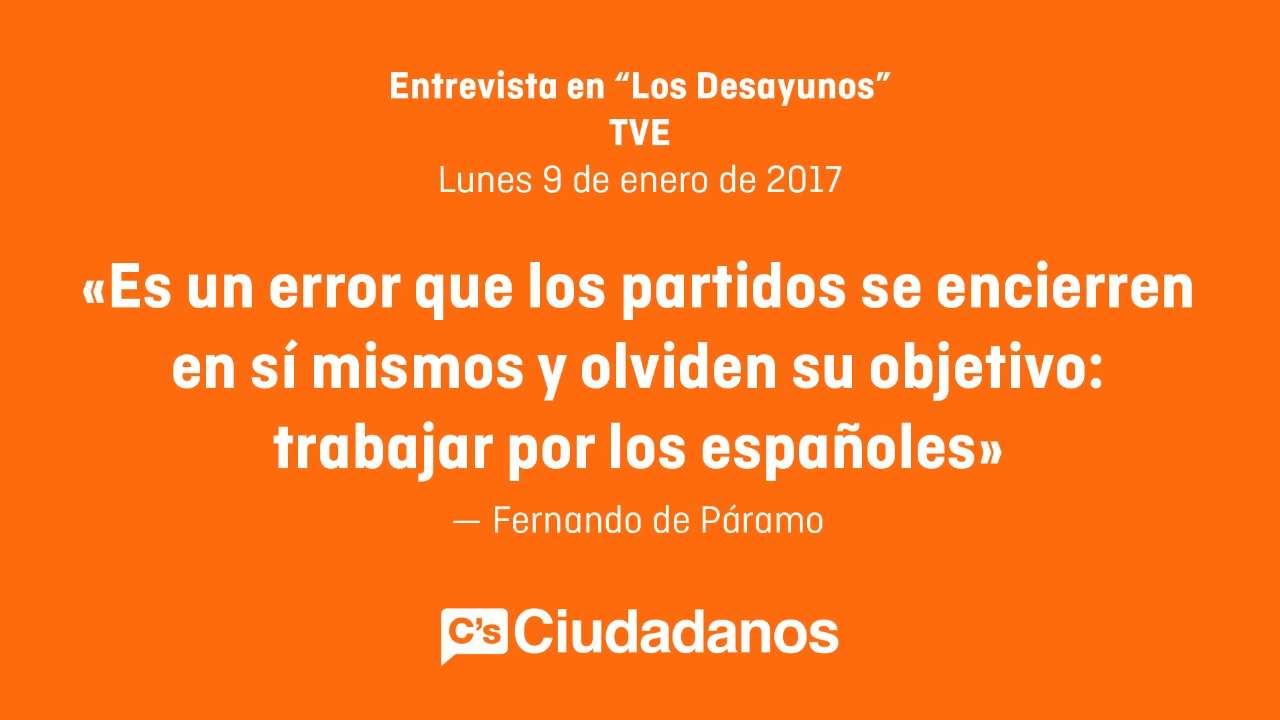 Entrevista en “Los Desayunos”
TVE
Lunes 9 de enero de 2017
«Es un error que los partidos se encierren
en sí mismos y olviden su objetivo:
trabajar por los españoles»
— Fernando de Páramo
C’s Ciudadanos